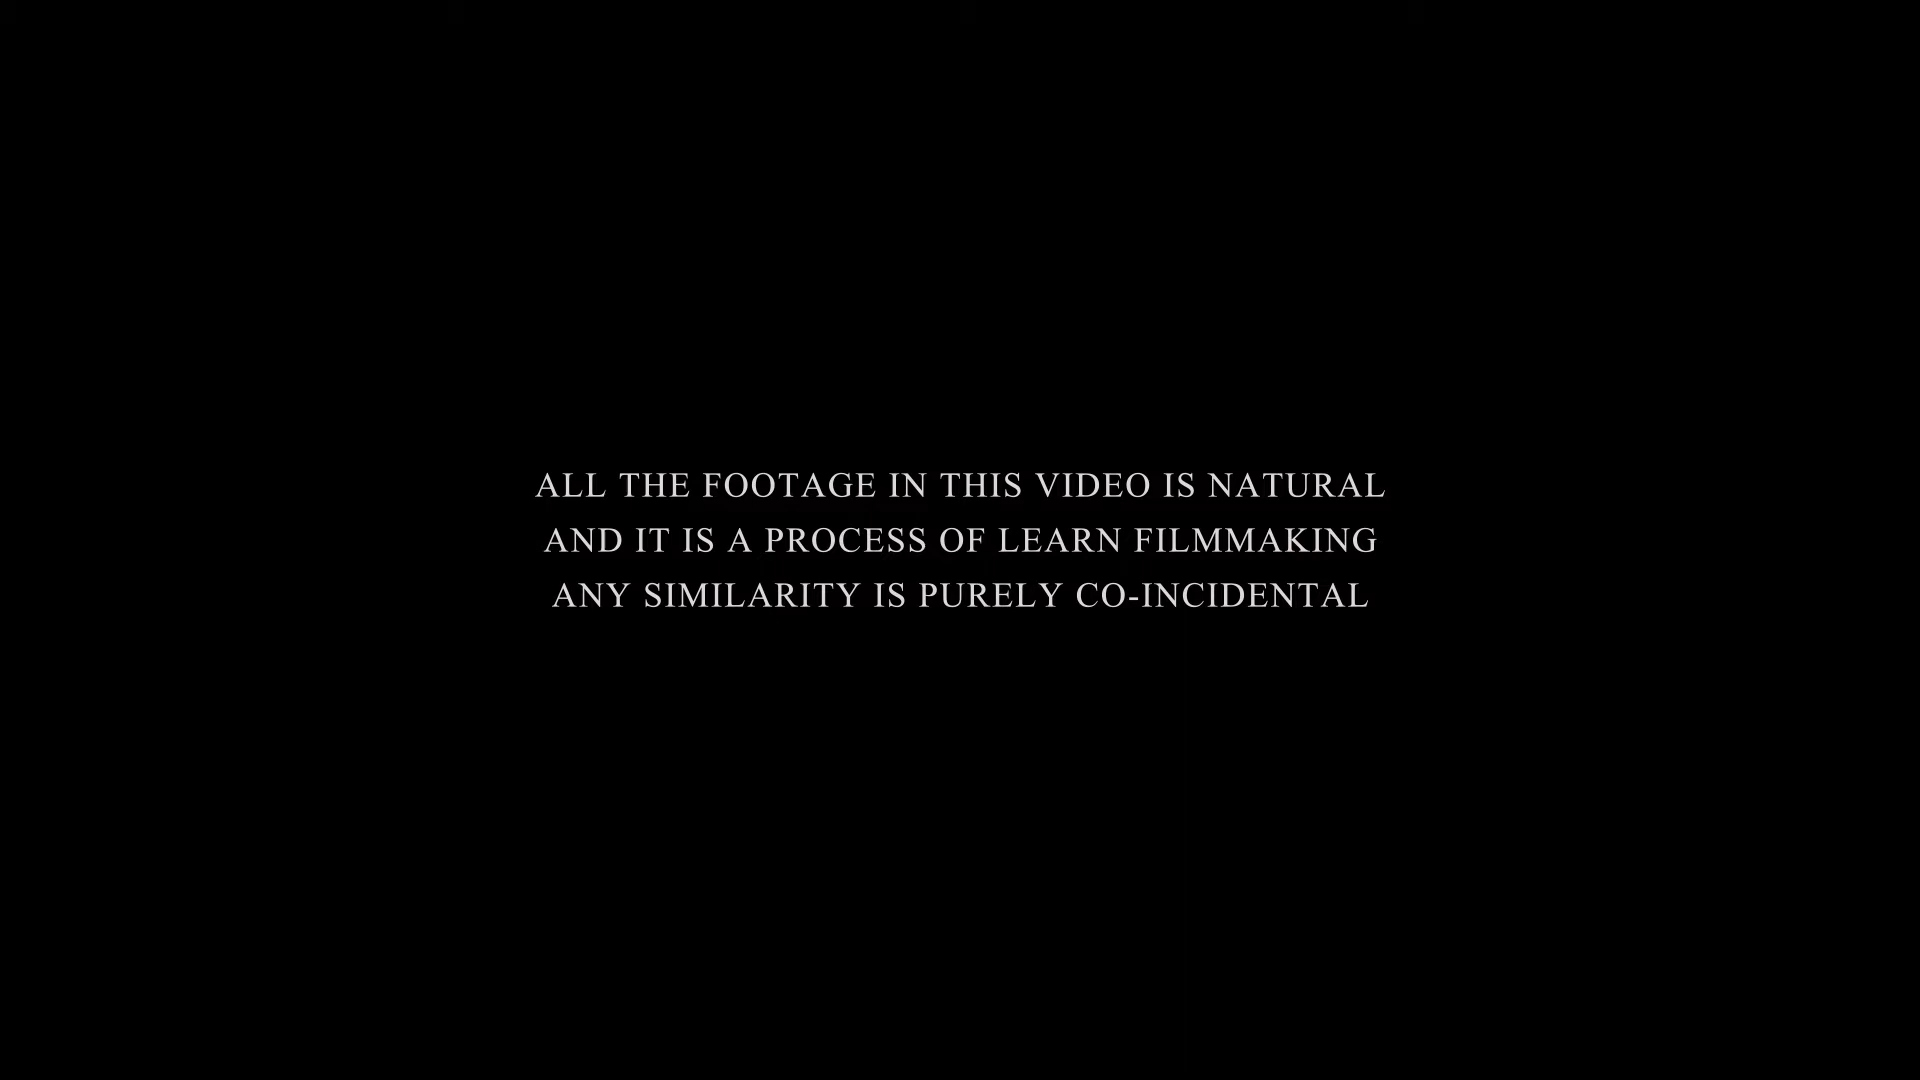 ALL THE FOOTAGE IN THIS VIDEO IS NATURAL
AND IT IS A PROCESS OF LEARN FILMMAKING
ANY SIMILARITY IS PURELY CO-INCIDENTAL